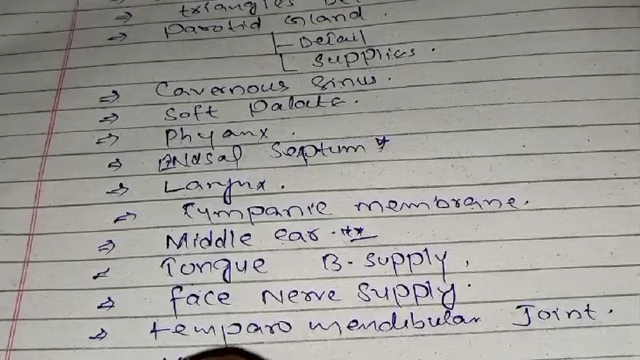 triangles
⇒ Parotid Gland.
Detail
Supplies.
⇒ Cavernous Sinus.
⇒ Soft Palate.
⇒ Phyanx.
⇒ Nasal Septum *
⇒ Larynx.
⇒ Tympanic membrane.
⇒ Middle ear. **
⇒ Tongue B. supply.
⇒ face Nerve supply.
⇒ temparo mendibular Joint.